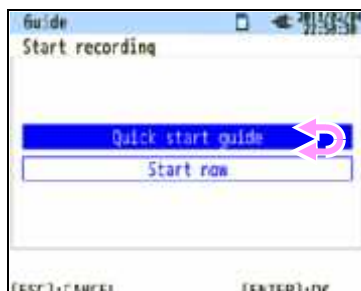 Guide
Start recording
Quick start guide
Start now
[ESC]:CANCEL
[ENTER]:OK